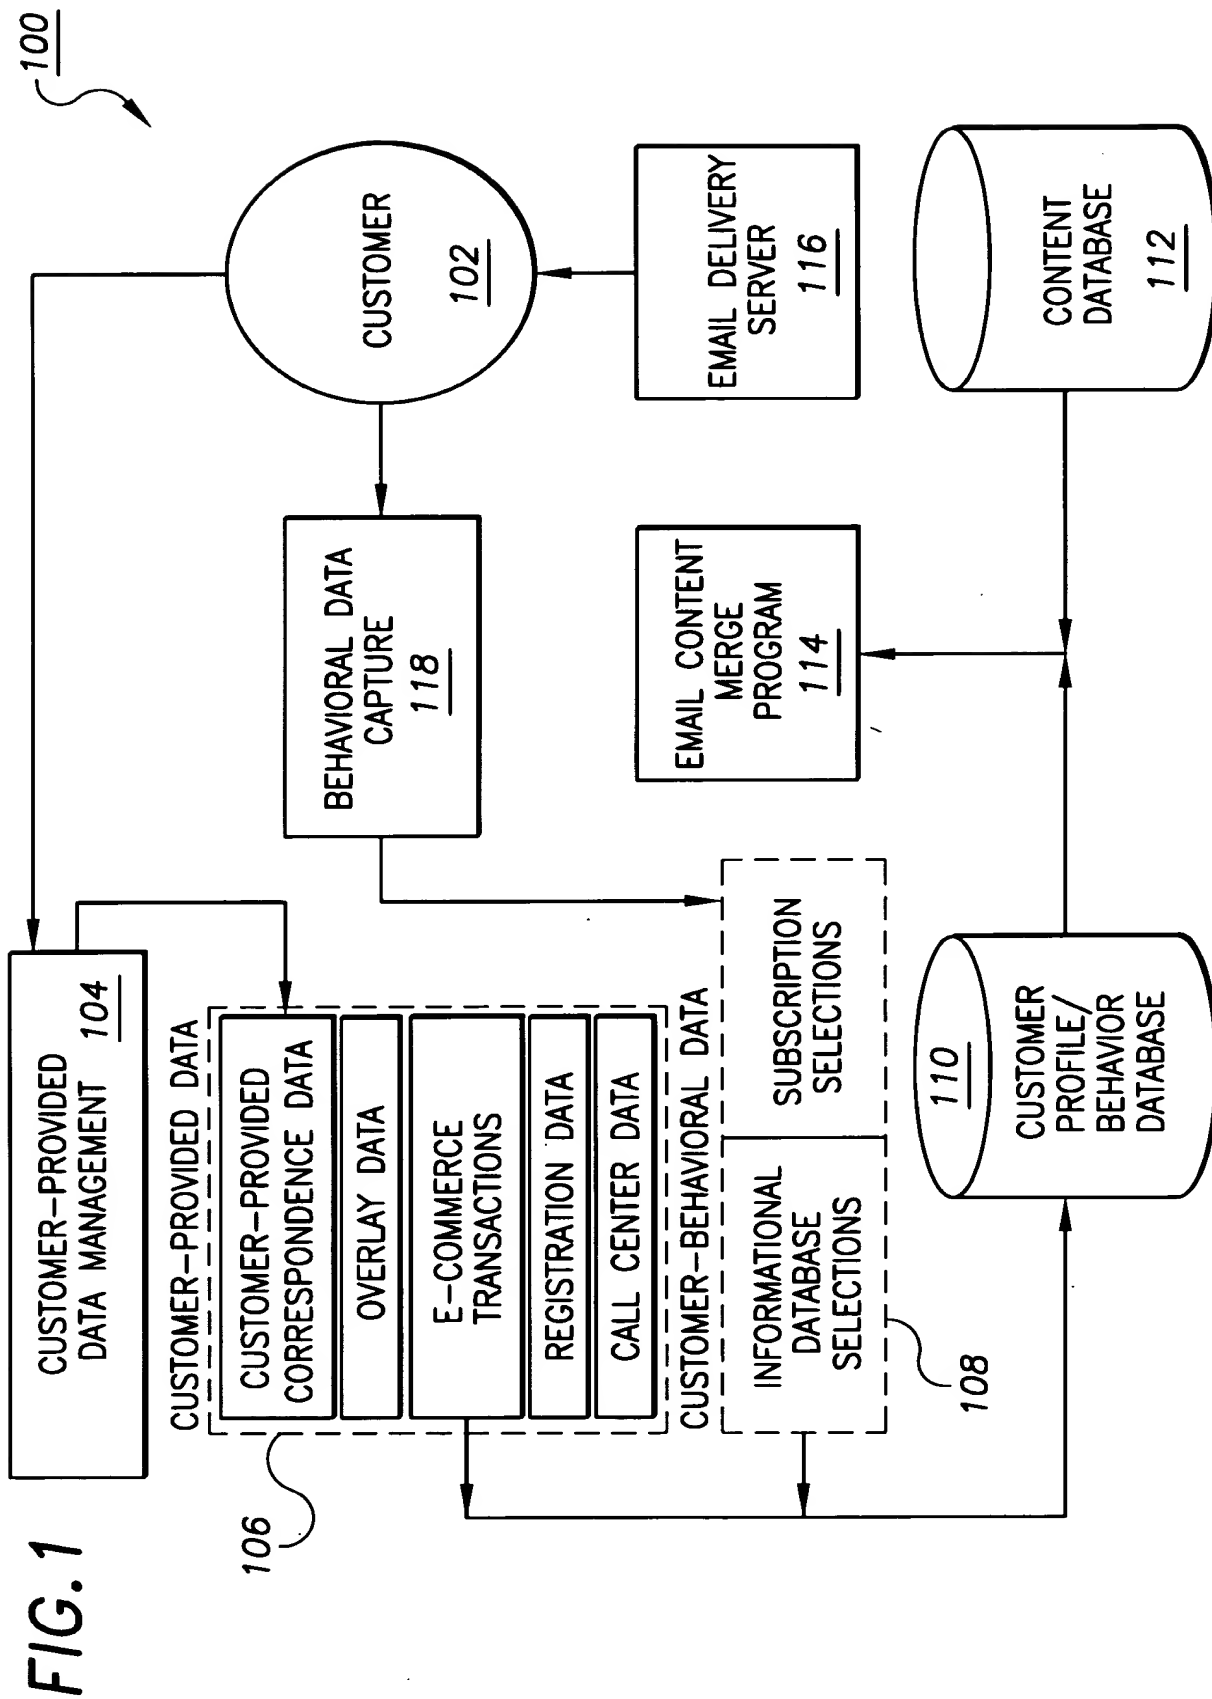 FIG. 1
100
CUSTOMER-PROVIDED
DATA MANAGEMENT
104
CUSTOMER-PROVIDED DATA
CUSTOMER-PROVIDED
CORRESPONDENCE DATA
OVERLAY DATA
E-COMMERCE
TRANSACTIONS
REGISTRATION DATA
CALL CENTER DATA
106
CUSTOMER-BEHAVIORAL DATA
INFORMATIONAL
DATABASE
SELECTIONS
SUBSCRIPTION
SELECTIONS
108
BEHAVIORAL DATA
CAPTURE
118
CUSTOMER
102
EMAIL CONTENT
MERGE
PROGRAM
114
EMAIL DELIVERY
SERVER
116
110
CUSTOMER
PROFILE/
BEHAVIOR
DATABASE
CONTENT
DATABASE
112